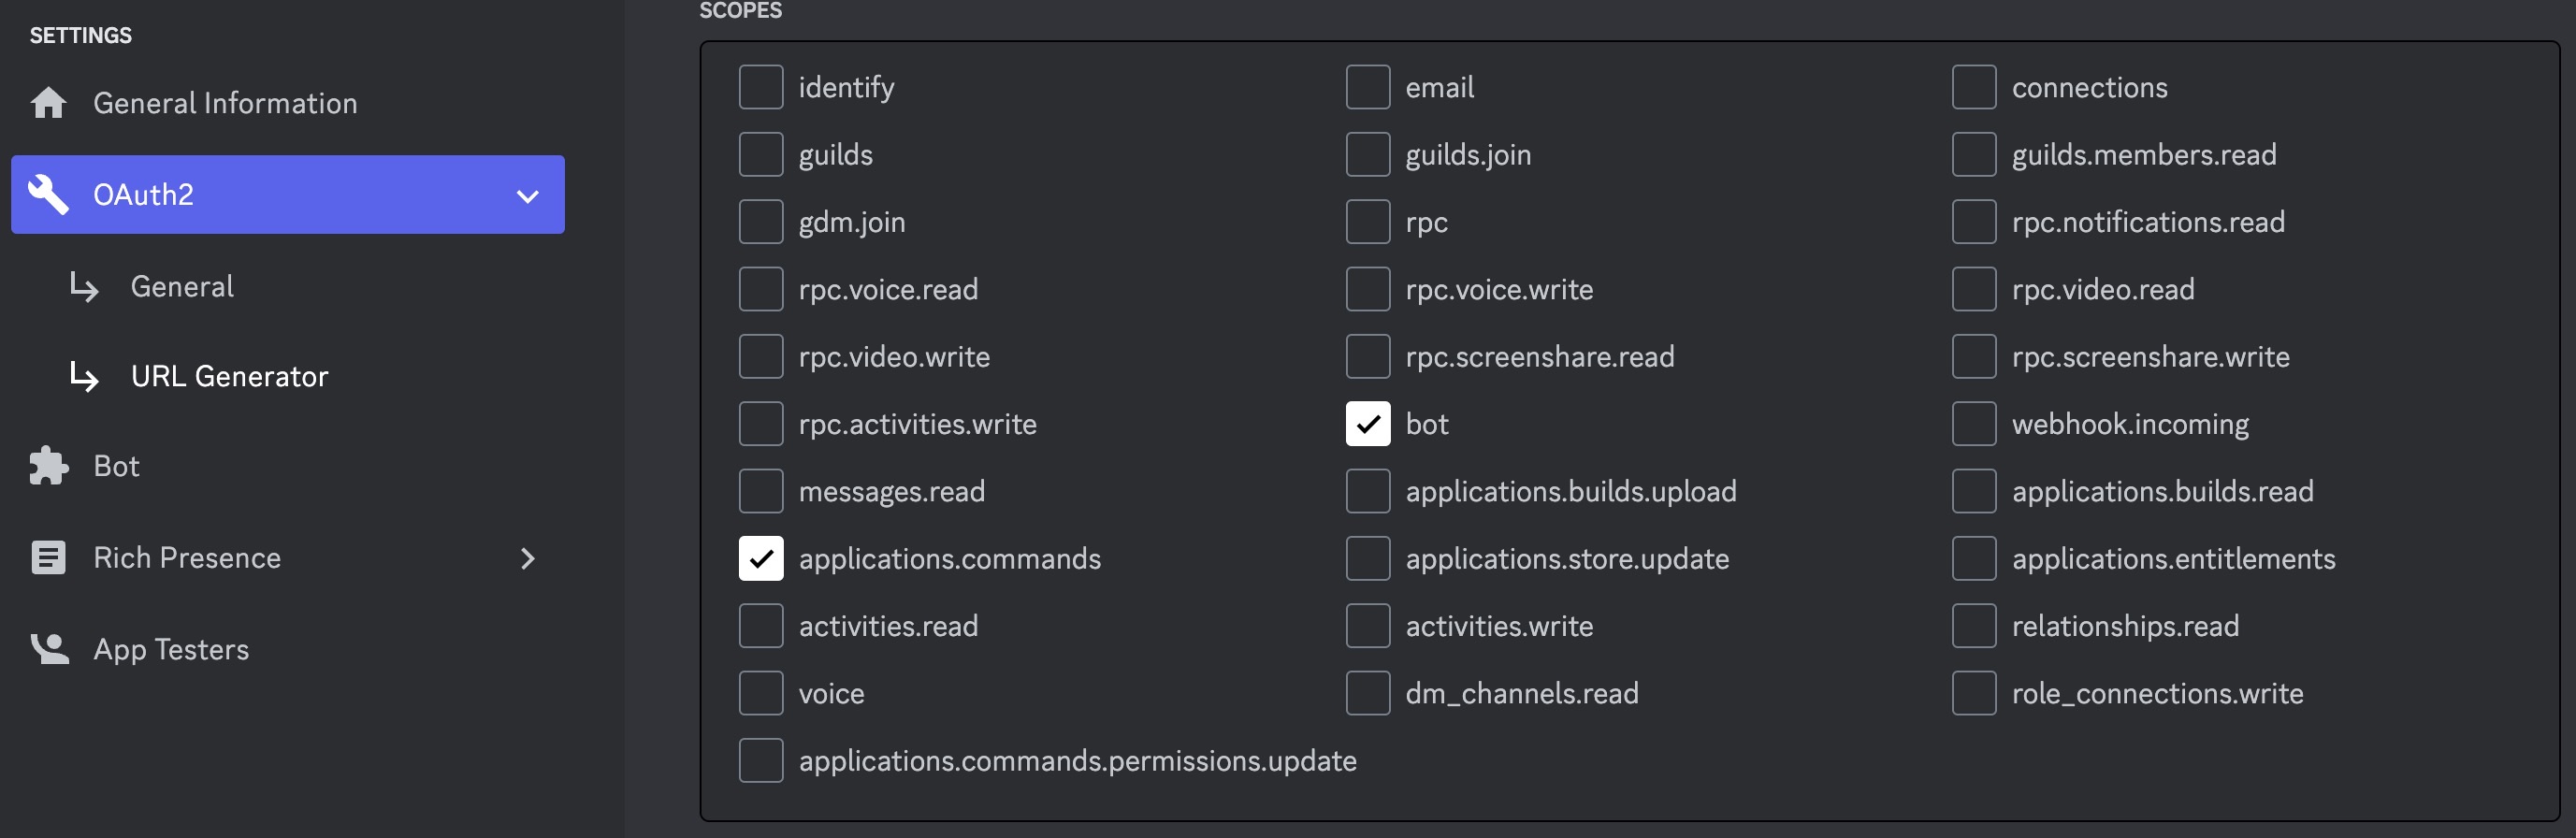 SETTINGS
General Information
OAuth2
General
URL Generator
Bot
Rich Presence
App Testers
SCOPES
identify email connections
guilds guilds.join guilds.members.read
gdm.join rpc rpc.notifications.read
rpc.voice.read rpc.voice.write rpc.video.read
rpc.video.write rpc.screenshare.read rpc.screenshare.write
rpc.activities.write bot webhook.incoming
messages.read applications.builds.upload applications.builds.read
applications.commands applications.store.update applications.entitlements
activities.read activities.write relationships.read
voice dm_channels.read role_connections.write
applications.commands.permissions.update